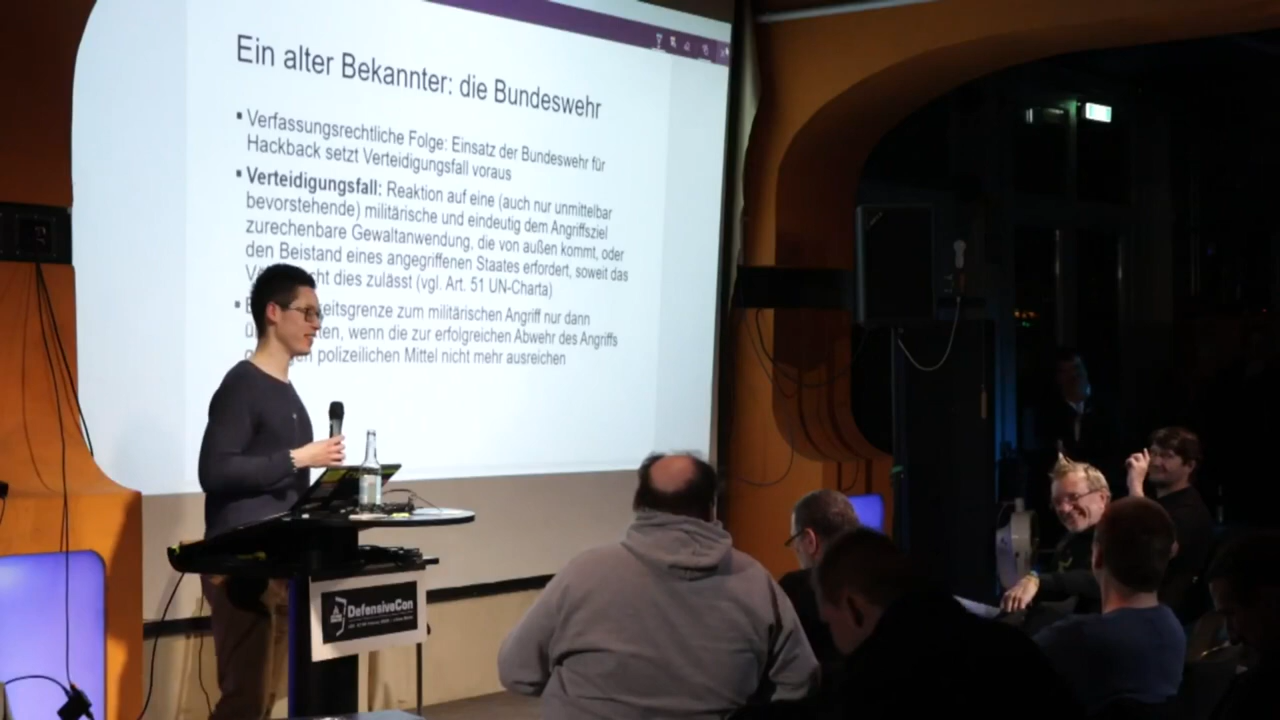 Ein alter Bekannter: die Bundeswehr
▪ Verfassungsrechtliche Folge: Einsatz der Bundeswehr für
Hackback setzt Verteidigungsfall voraus
▪ Verteidigungsfall: Reaktion auf eine (auch nur unmittelbar
bevorstehende) militärische und eindeutig dem Angriffsziel
zurechenbare Gewaltanwendung, die von außen kommt, oder
den Beistand eines angegriffenen Staates erfordert, soweit das
dies zulässt (vgl. Art. 51 UN-Charta)
zum militärischen Angriff nur dann
wenn die zur erfolgreichen Abwehr des Angriffs
polizeilichen Mittel nicht mehr ausreichen
DefensiveCon